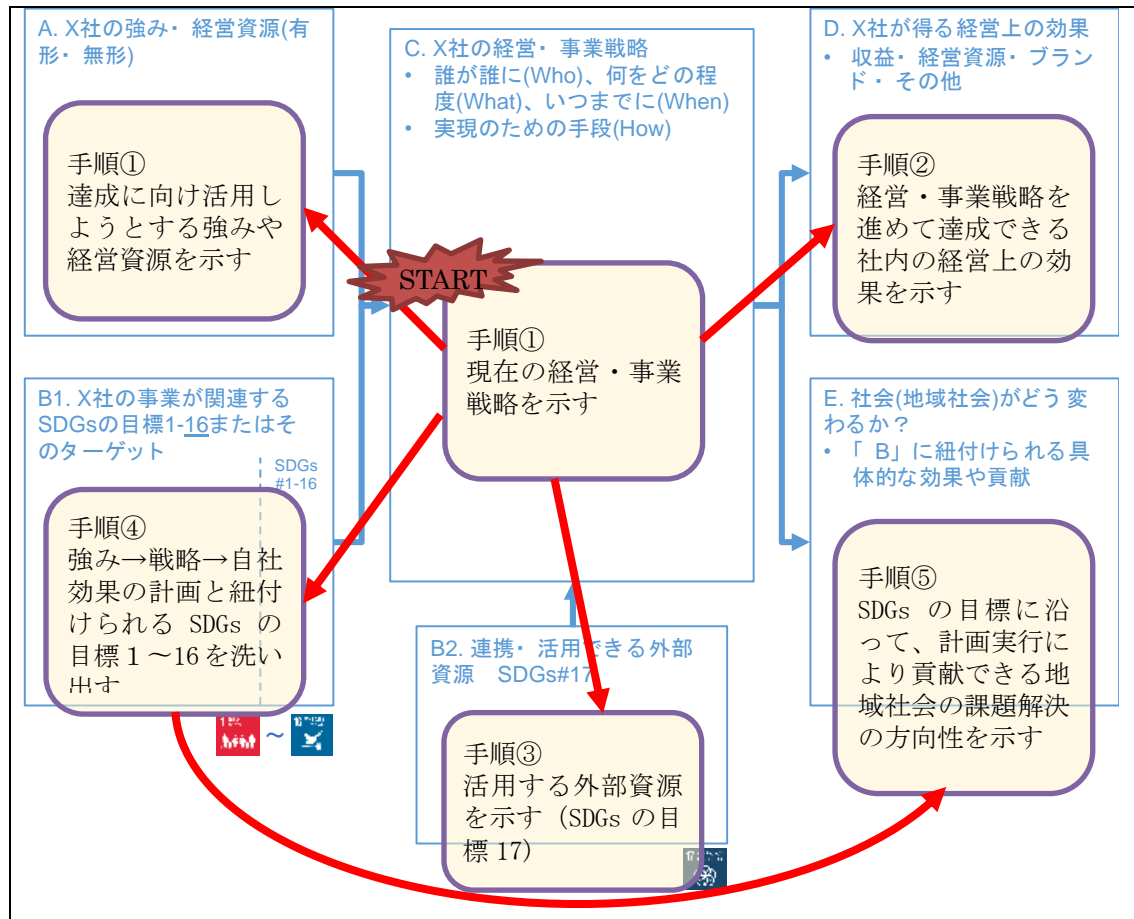 A. X社の強み・経営資源(有
形・無形)
手順①
達成に向け活用し
ようとする強みや
経営資源を示す
C. X社の経営・事業戦略
• 誰が誰に(Who)、何をどの程
度(What)、いつまでに(When)
• 実現のための手段(How)
START
手順①
現在の経営・事業
戦略を示す
D. X社が得る経営上の効果
• 収益・経営資源・ブラン
ド・その他
手順②
経営・事業戦略を
進めて達成できる
社内の経営上の効
果を示す
B1. X社の事業が関連する
SDGsの目標1-16またはそ
のターゲット
SDGs
#1-16
手順④
強み→戦略→自社
効果の計画と紐付
けられる SDGs の
目標１～16を洗い
出す
～
B2. 連携・活用できる外部
資源 SDGs#17
手順③
活用する外部資源
を示す（SDGs の目
標 17）
E. 社会(地域社会)がどう変
わるか？
• 「B」に紐付けられる具
体的な効果や貢献
手順⑤
SDGs の目標に沿
って、計画実行に
より貢献できる地
域社会の課題解決
の方向性を示す